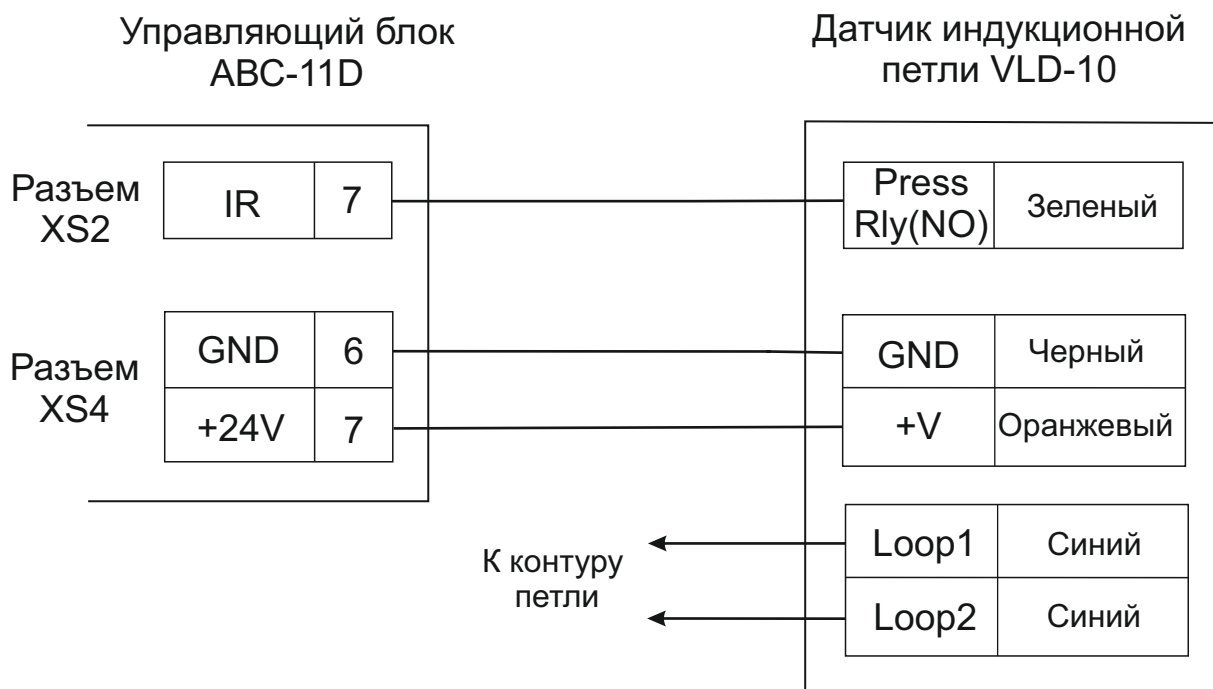 Управляющий блок
ABC-11D
Датчик индукционной
петли VLD-10
Разъем
XS2
IR
7
Press
Rly(NO)
Зеленый
Разъем
XS4
GND
6
GND
Черный
+24V
7
+V
Оранжевый
К контуру
петли
Loop1
Синий
Loop2
Синий